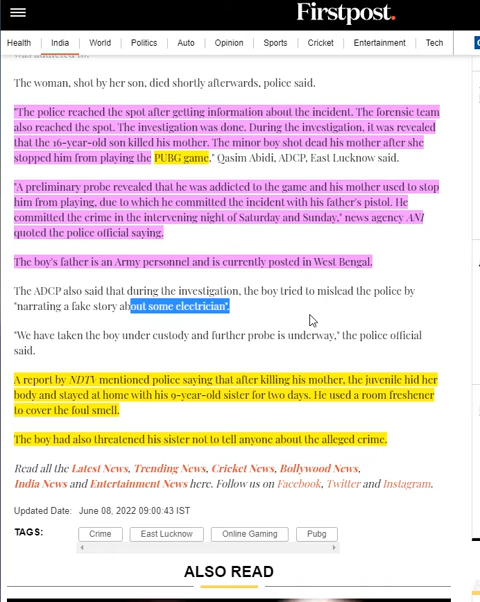 Firstpost.
Health India World Politics Auto Opinion Sports Cricket Entertainment Tech
The woman, shot by her son, died shortly afterwards, police said.
"The police reached the spot after getting information about the incident. The forensic team
also reached the spot. The investigation was done. During the investigation, it was revealed
that the 16-year-old son killed his mother. The minor boy shot dead his mother after she
stopped him from playing the PUBG game," Qasim Abidi, ADCP, East Lucknow said.
"A preliminary probe revealed that he was addicted to the game and his mother used to stop
him from playing, due to which he committed the incident with his father's pistol. He
committed the crime in the intervening night of Saturday and Sunday," news agency ANI
quoted the police official saying.
The boy's father is an Army personnel and is currently posted in West Bengal.
The ADCP also said that during the investigation, the boy tried to mislead the police by
"narrating a fake story about some electrician".
"We have taken the boy under custody and further probe is underway," the police official
said.
A report by NDTV mentioned police saying that after killing his mother, the juvenile hid her
body and stayed at home with his 9-year-old sister for two days. He used a room freshener
to cover the foul smell.
The boy had also threatened his sister not to tell anyone about the alleged crime.
Read all the Latest News, Trending News, Cricket News, Bollywood News,
India News and Entertainment News here. Follow us on Facebook, Twitter and Instagram.
Updated Date: June 08, 2022 09:00:43 IST
TAGS: Crime East Lucknow Online Gaming Pubg
ALSO READ